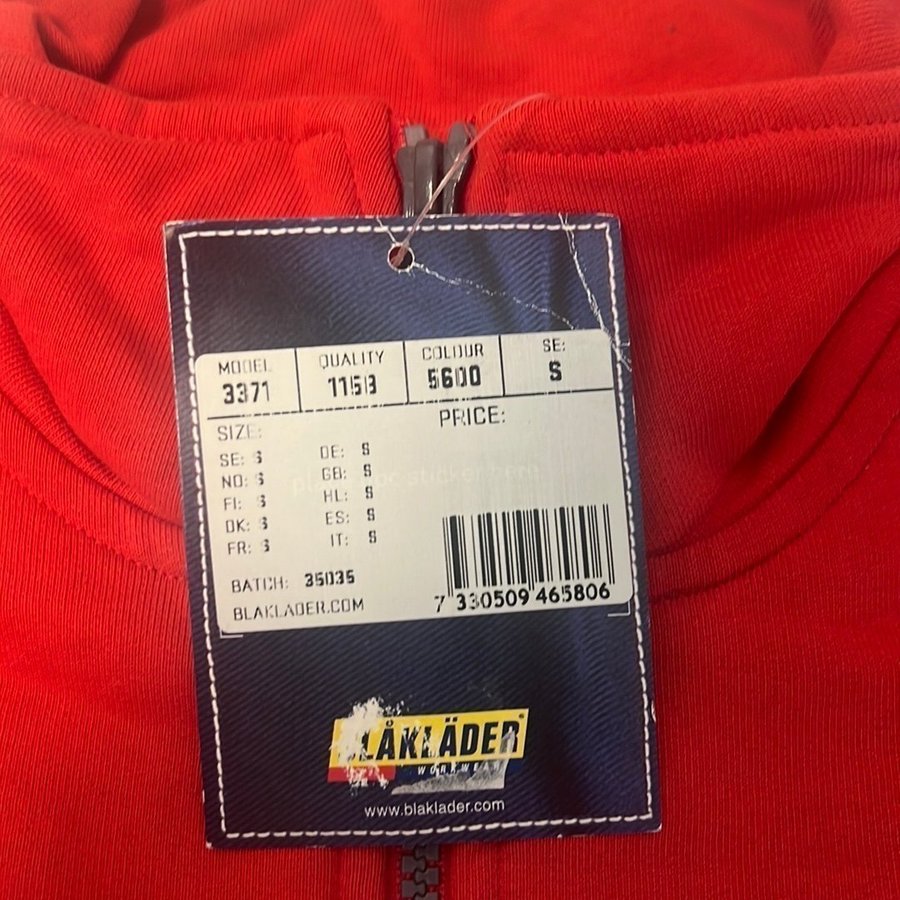 MODEL QUALITY COLOUR SE:
3371 1158 5600 S
SIZE: PRICE:
SE: S DE: S
NO: S GB: S
FI: S HL: S
DK: S ES: S
FR: S IT: S
BATCH: 35035
BLAKLADER.COM
7 330509 465806
BLÅKLÄDER
WORKWEAR
www.blaklader.com